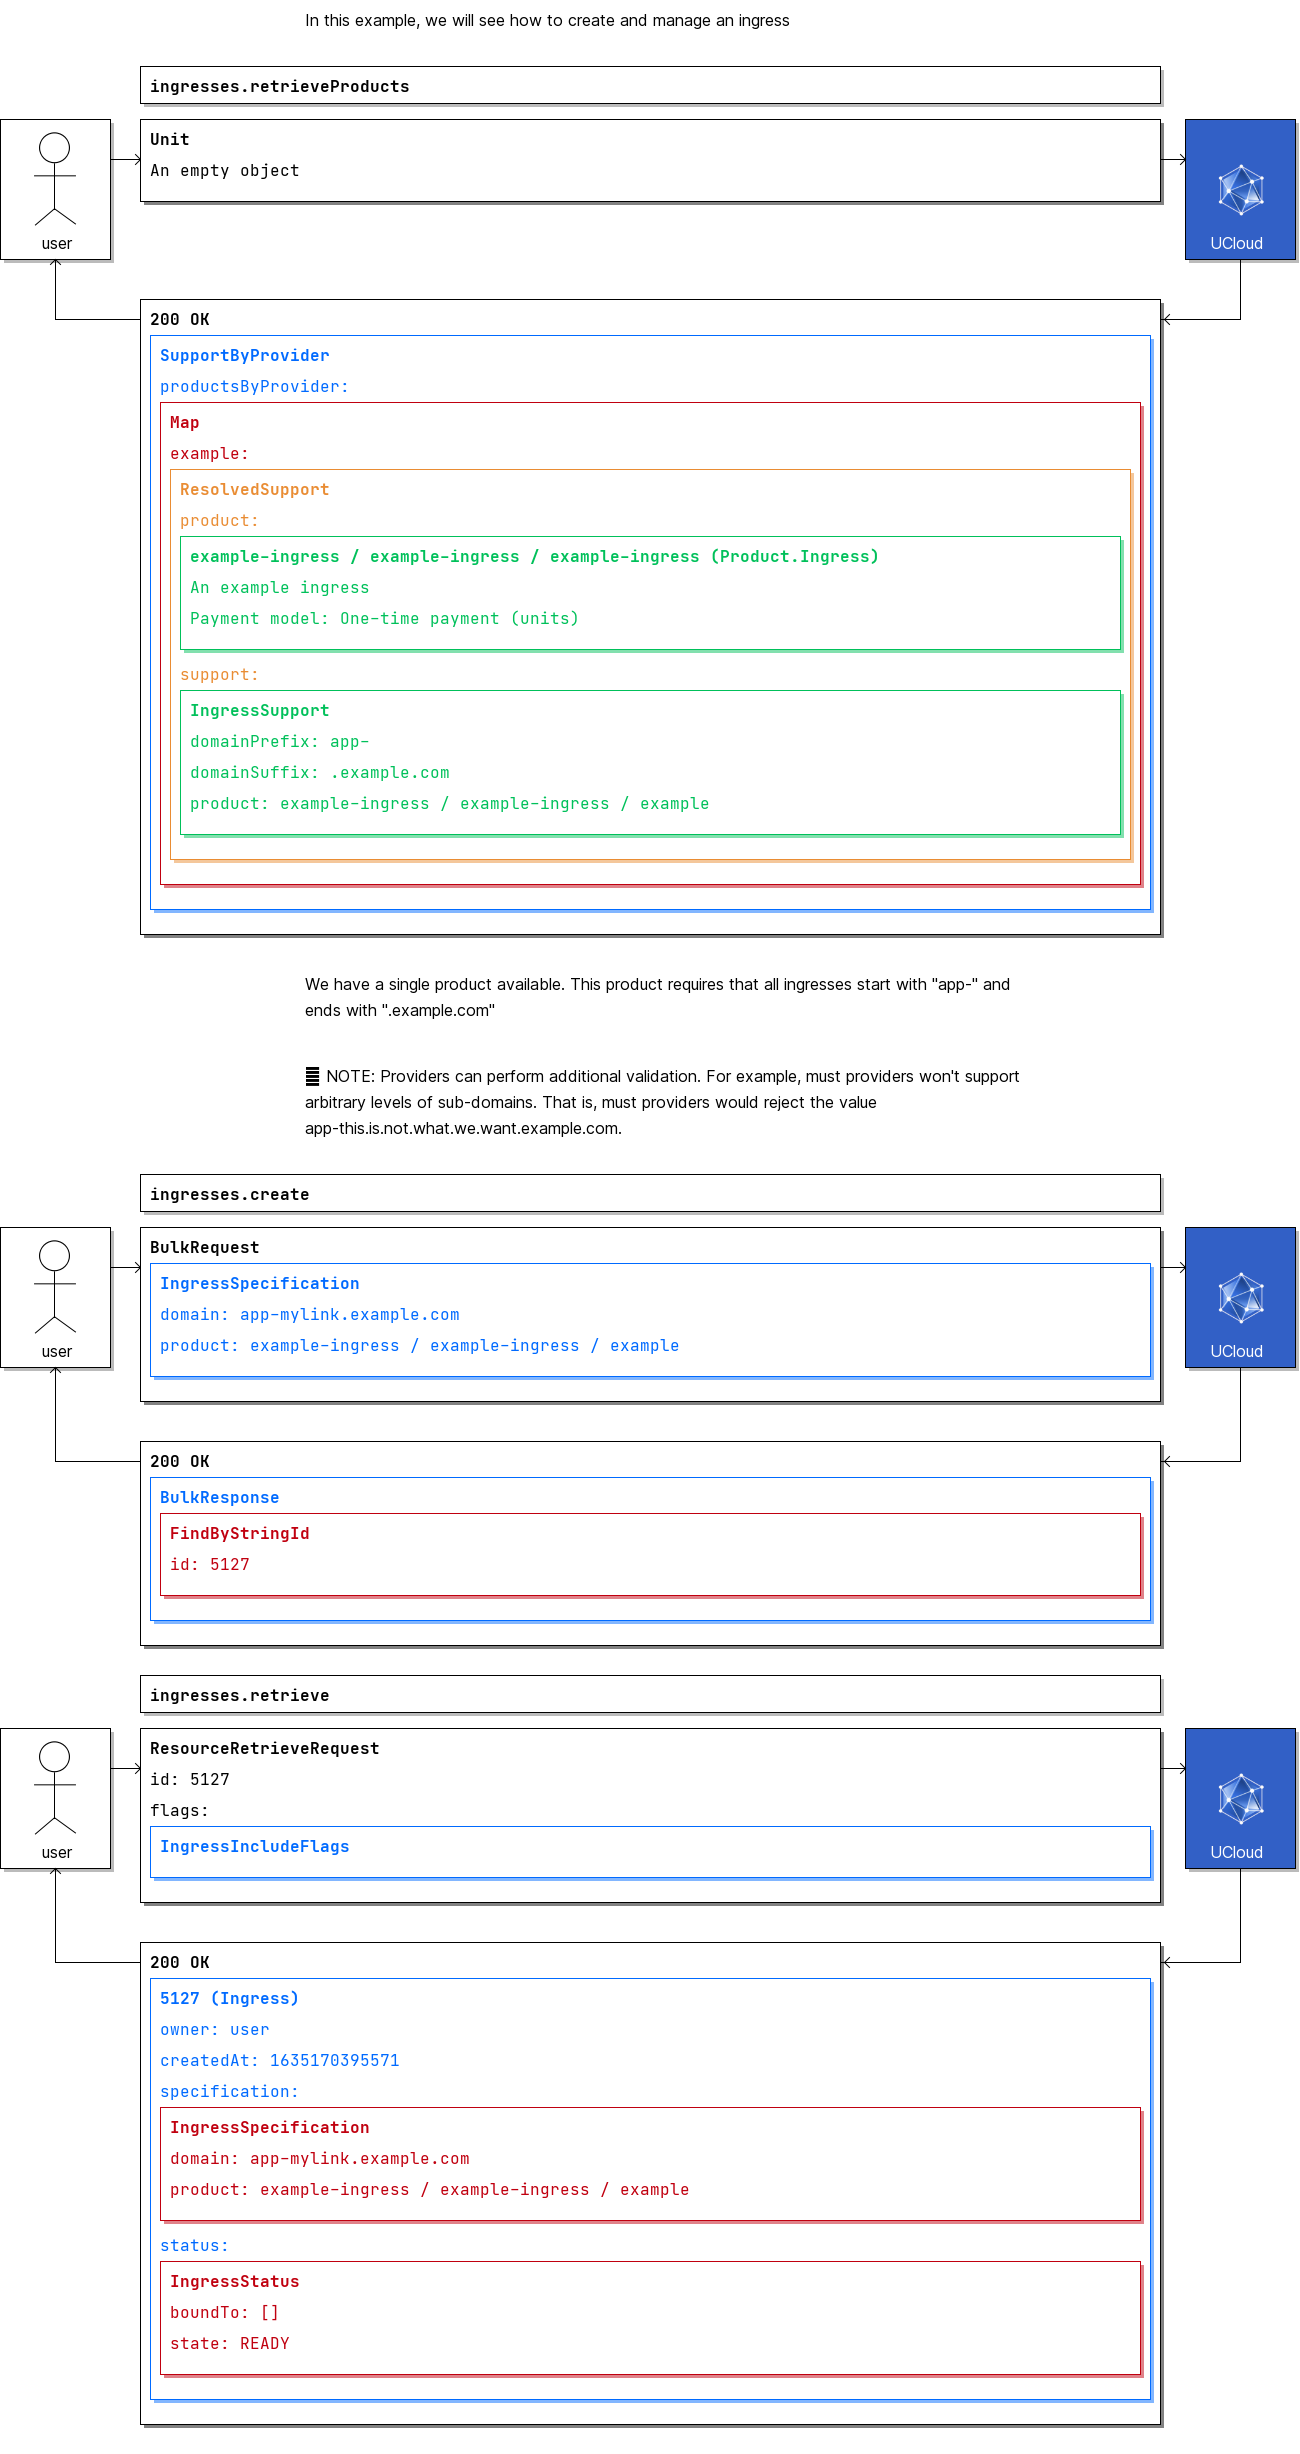 In this example, we will see how to create and manage an ingress
ingresses.retrieveProducts
Unit
An empty object
user
UCloud
200 OK
SupportByProvider
productsByProvider:
Map
example:
ResolvedSupport
product:
example-ingress / example-ingress / example-ingress (Product.Ingress)
An example ingress
Payment model: One-time payment (units)
support:
IngressSupport
domainPrefix: app-
domainSuffix: .example.com
product: example-ingress / example-ingress / example
We have a single product available. This product requires that all ingresses start with "app-" and
ends with ".example.com"
NOTE: Providers can perform additional validation. For example, must providers won't support
arbitrary levels of sub-domains. That is, must providers would reject the value
app-this.is.not.what.we.want.example.com.
ingresses.create
BulkRequest
IngressSpecification
domain: app-mylink.example.com
product: example-ingress / example-ingress / example
user
UCloud
200 OK
BulkResponse
FindByStringId
id: 5127
ingresses.retrieve
ResourceRetrieveRequest
id: 5127
flags:
IngressIncludeFlags
user
UCloud
200 OK
5127 (Ingress)
owner: user
createdAt: 1635170395571
specification:
IngressSpecification
domain: app-mylink.example.com
product: example-ingress / example-ingress / example
status:
IngressStatus
boundTo: []
state: READY